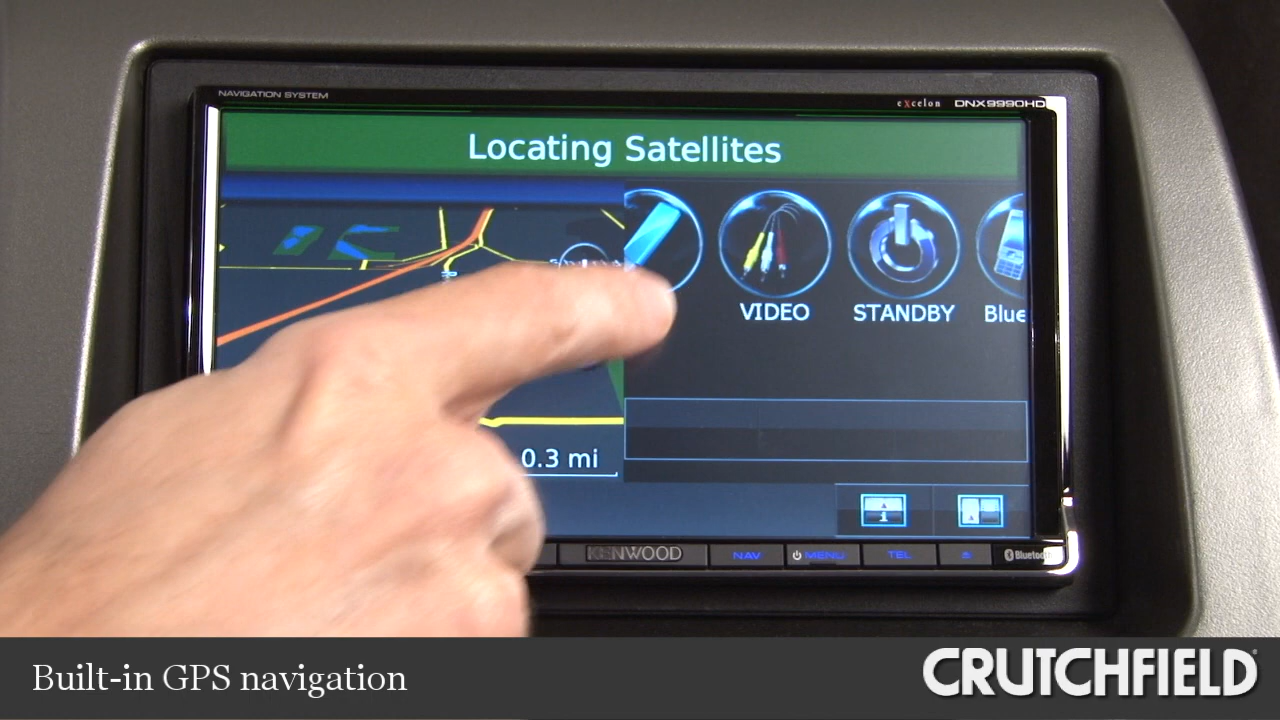 NAVIGATION SYSTEM
eXcelon DNX9990HD
Locating Satellites
VIDEO
STANDBY
Blue
0.3 mi
KENWOOD
NAV
MENU
TEL
Bluetooth
Built-in GPS navigation
CRUTCHFIELD®